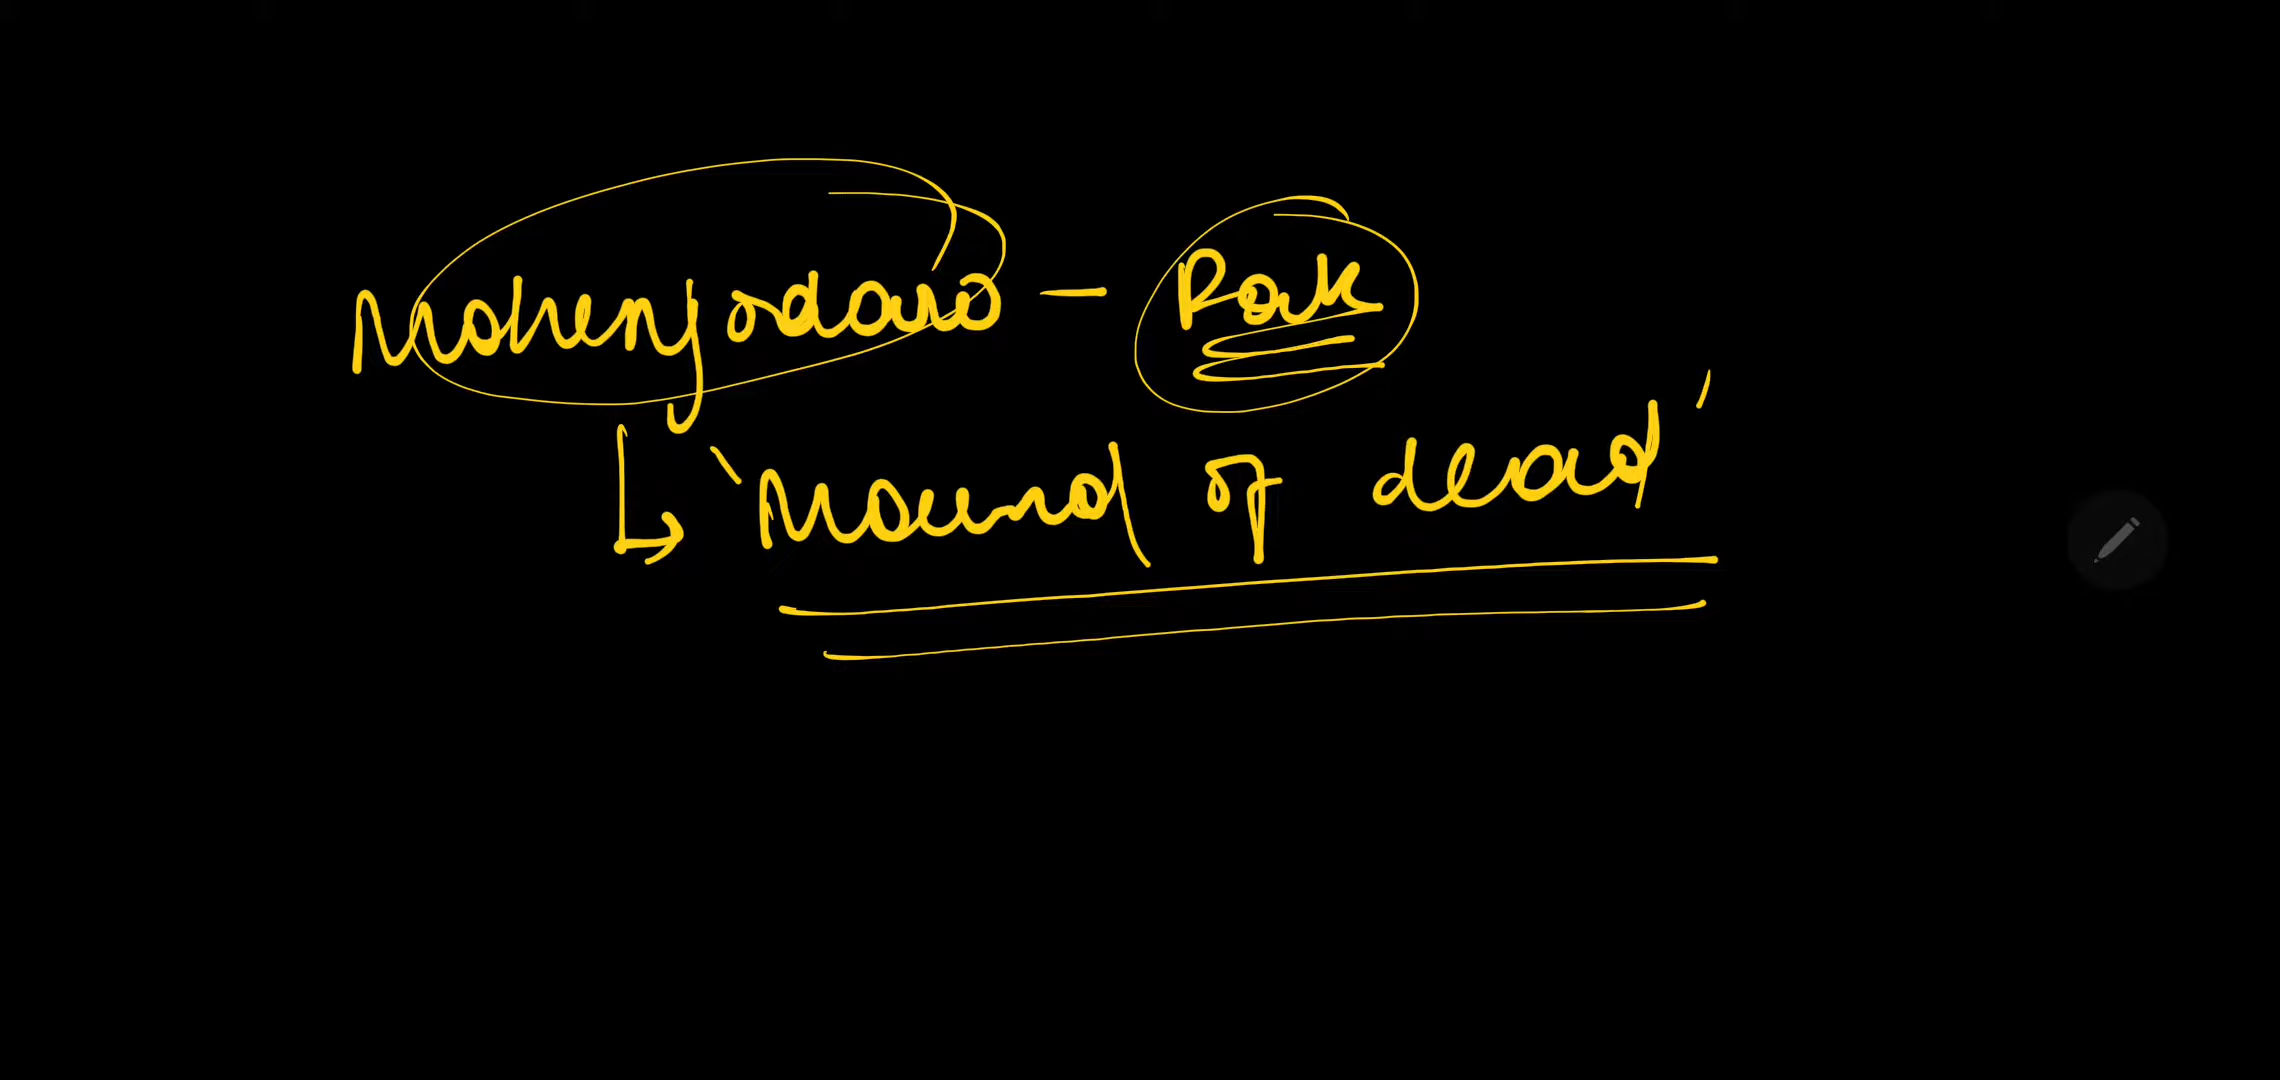 Mohenjodaro - Pak
↳ 'Mound of dead'